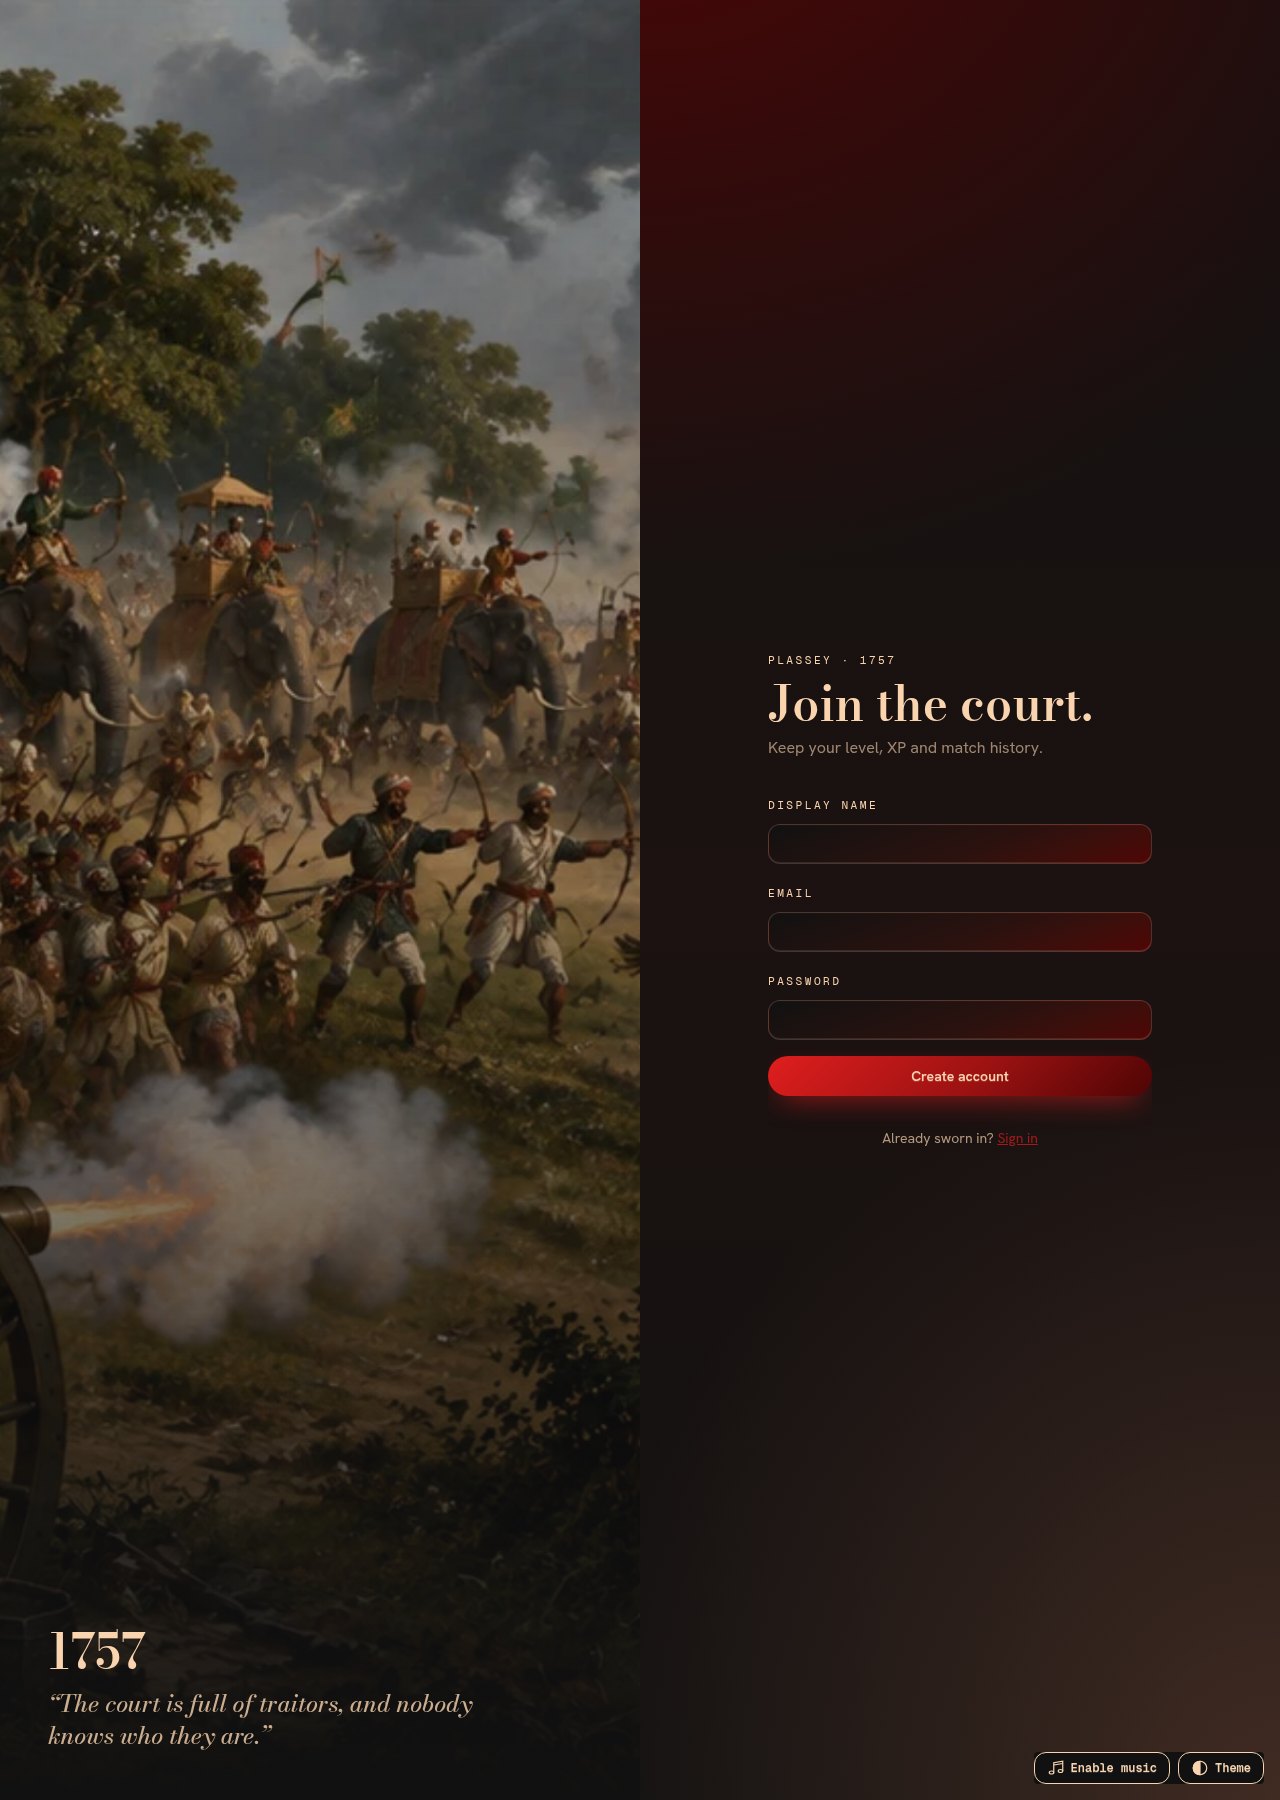 PLASSEY · 1757
Join the court.
Keep your level, XP and match history.
DISPLAY NAME
EMAIL
PASSWORD
Create account
Already sworn in? Sign in
1757
“The court is full of traitors, and nobody
knows who they are.”
Enable music
Theme